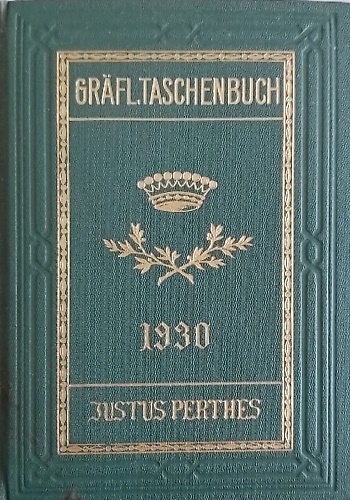 GRÄFL. TASCHENBUCH
1930
JUSTUS PERTHES